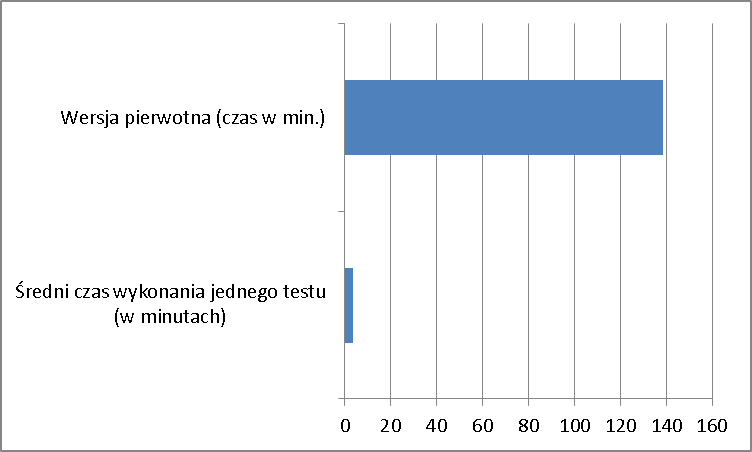 Wersja pierwotna (czas w min.)
Średni czas wykonania jednego testu
(w minutach)
0 20 40 60 80 100 120 140 160